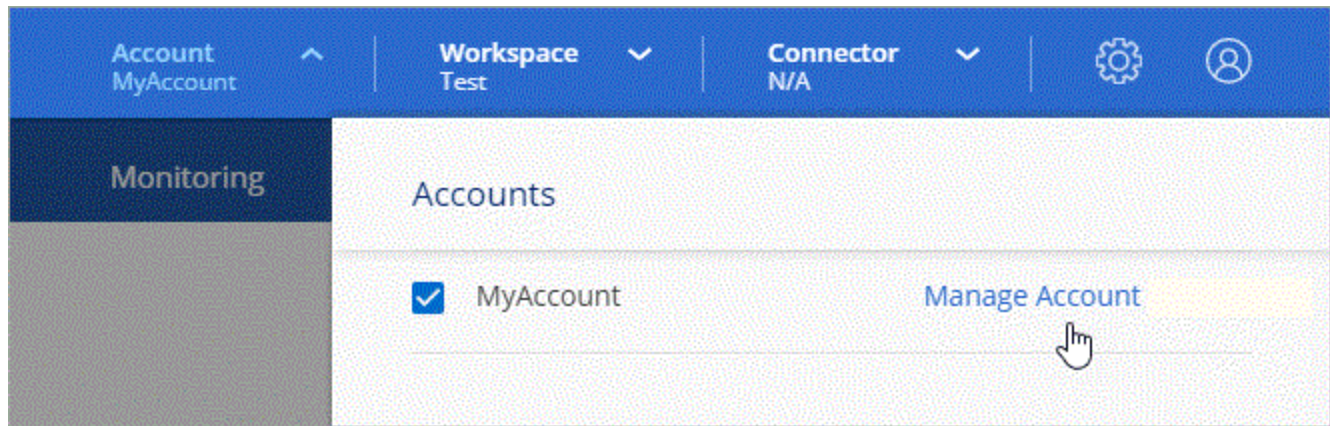 Account
MyAccount
Workspace
Test
Connector
N/A
Monitoring
Accounts
MyAccount
Manage Account